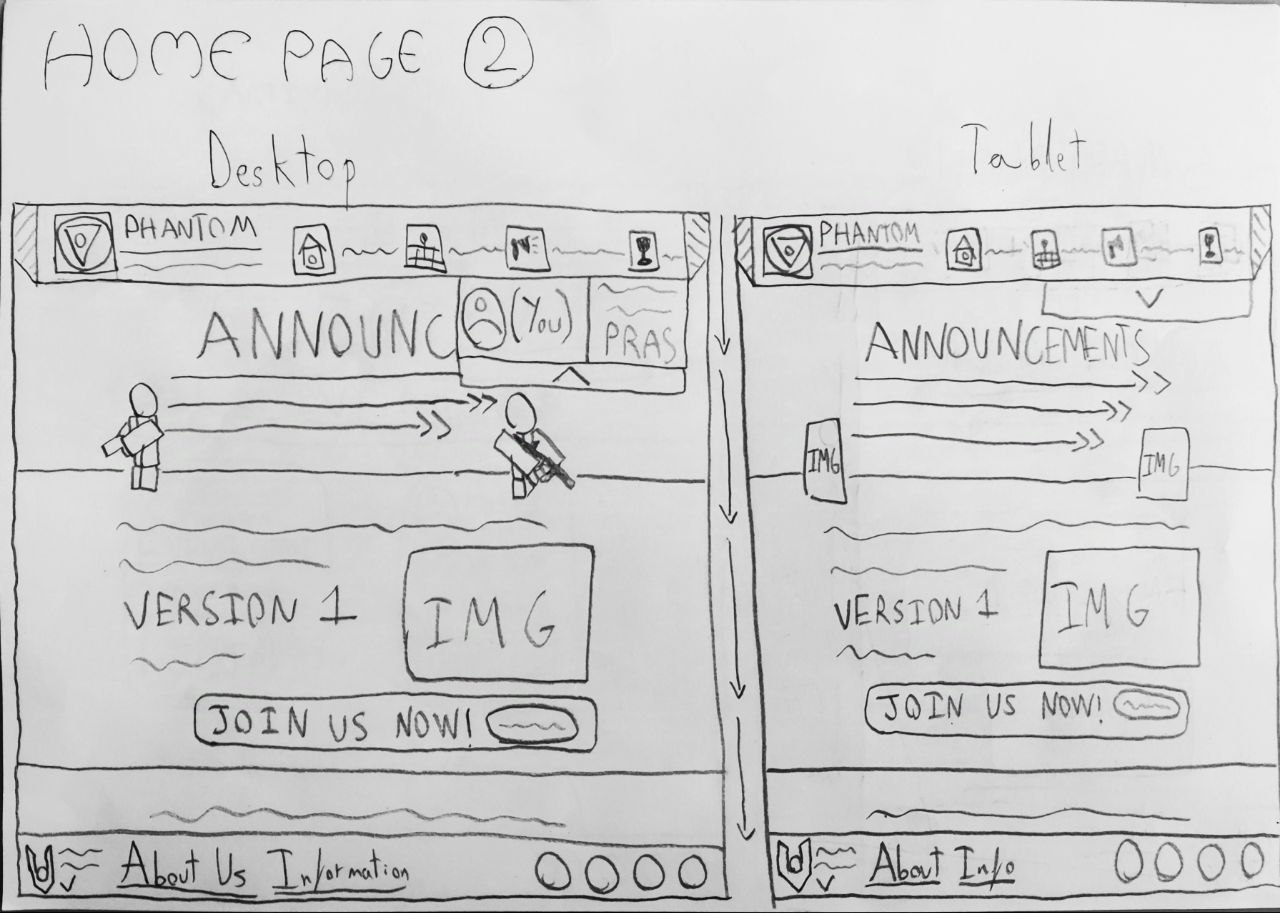 HOME PAGE 2
Desktop
PHANTOM
ANNOUNC
(You)
PRAS
VERSION 1
IMG
JOIN US NOW!
About Us Information
Tablet
PHANTOM
ANNOUNCEMENTS
IMG
IMG
VERSION 1
IMG
JOIN US NOW!
About Info